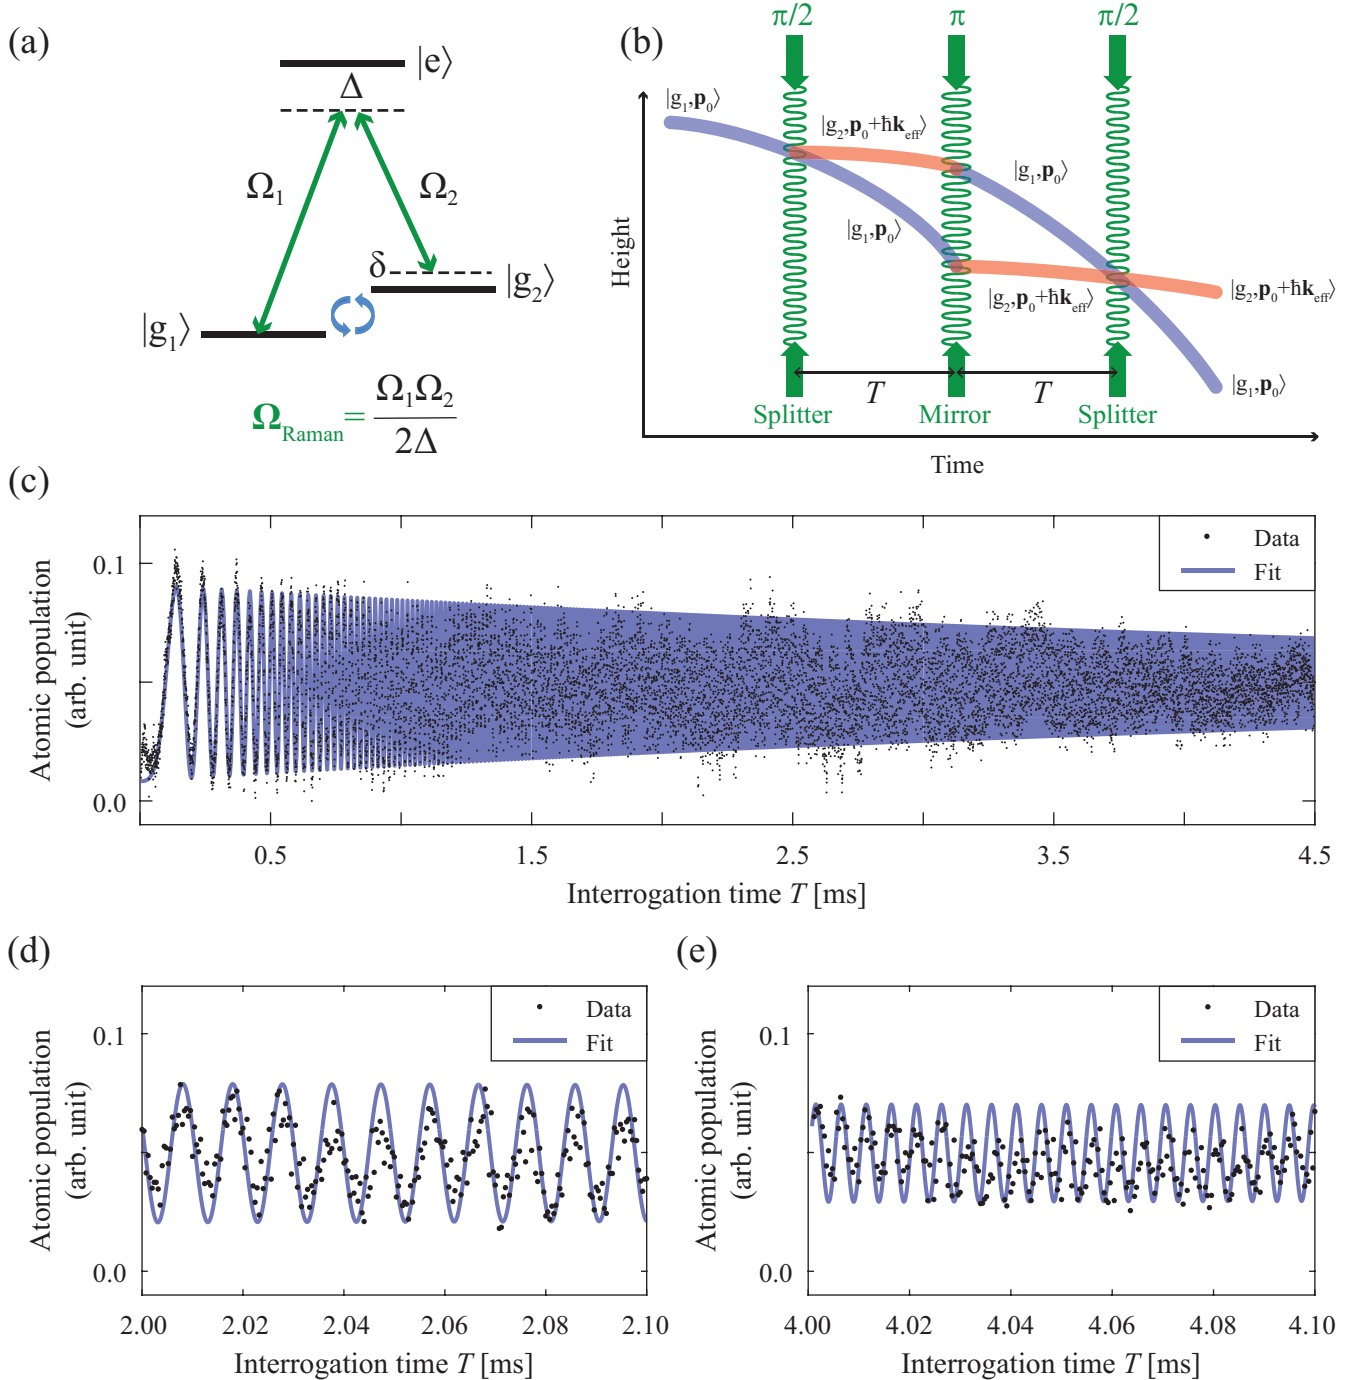 (a)
|e⟩
Δ
Ω₁
Ω₂
δ
|g₂⟩
|g₁⟩
Ω_Raman = Ω₁Ω₂ / 2Δ
(b)
π/2
π
π/2
|g₁,p₀⟩
|g₂,p₀+ħk_eff⟩
|g₁,p₀⟩
|g₁,p₀⟩
|g₂,p₀+ħk_eff⟩
|g₂,p₀+ħk_eff⟩
|g₁,p₀⟩
Height
T
T
Splitter
Mirror
Splitter
Time
(c)
Data
Fit
Atomic population
(arb. unit)
0.1
0.0
0.5
1.5
2.5
3.5
4.5
Interrogation time T [ms]
(d)
Data
Fit
Atomic population
(arb. unit)
0.1
0.0
2.00
2.02
2.04
2.06
2.08
2.10
Interrogation time T [ms]
(e)
Data
Fit
Atomic population
(arb. unit)
0.1
0.0
4.00
4.02
4.04
4.06
4.08
4.10
Interrogation time T [ms]